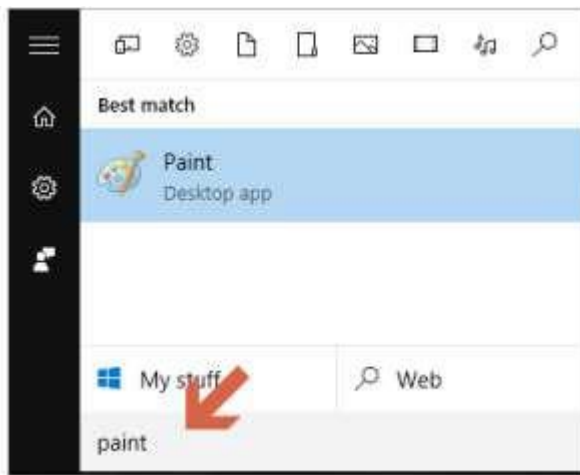 Best match
Paint
Desktop app
My stuff
Web
paint